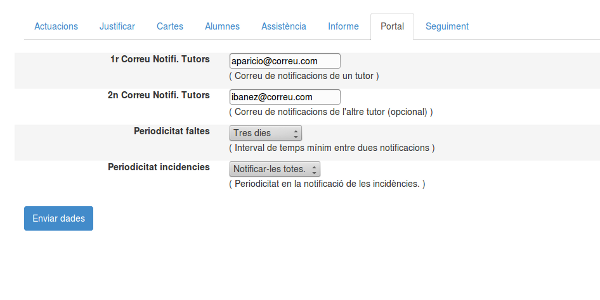 Actuacions Justificar Cartes Alumnes Assistència Informe Portal Seguiment
1r Correu Notifi. Tutors aparicio@correu.com
( Correu de notificacions de un tutor )
2n Correu Notifi. Tutors ibanez@correu.com
( Correu de notificacions de l'altre tutor (opcional) )
Periodicitat faltes Tres dies
( Interval de temps mínim entre dues notificacions )
Periodicitat incidencies Notificar-les totes.
( Periodicitat en la notificació de les incidències. )
Enviar dades